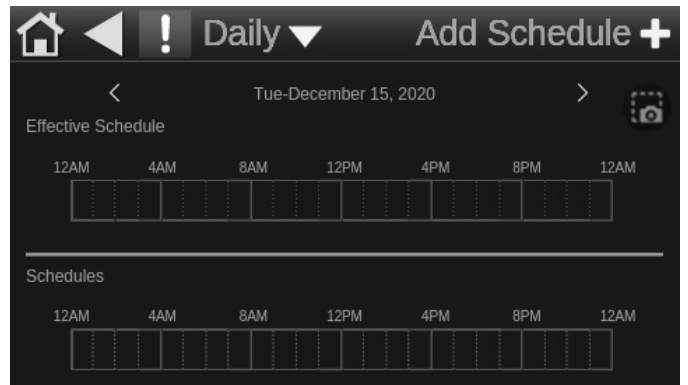 ! Daily Add Schedule +
Tue-December 15, 2020
Effective Schedule
12AM 4AM 8AM 12PM 4PM 8PM 12AM
Schedules
12AM 4AM 8AM 12PM 4PM 8PM 12AM